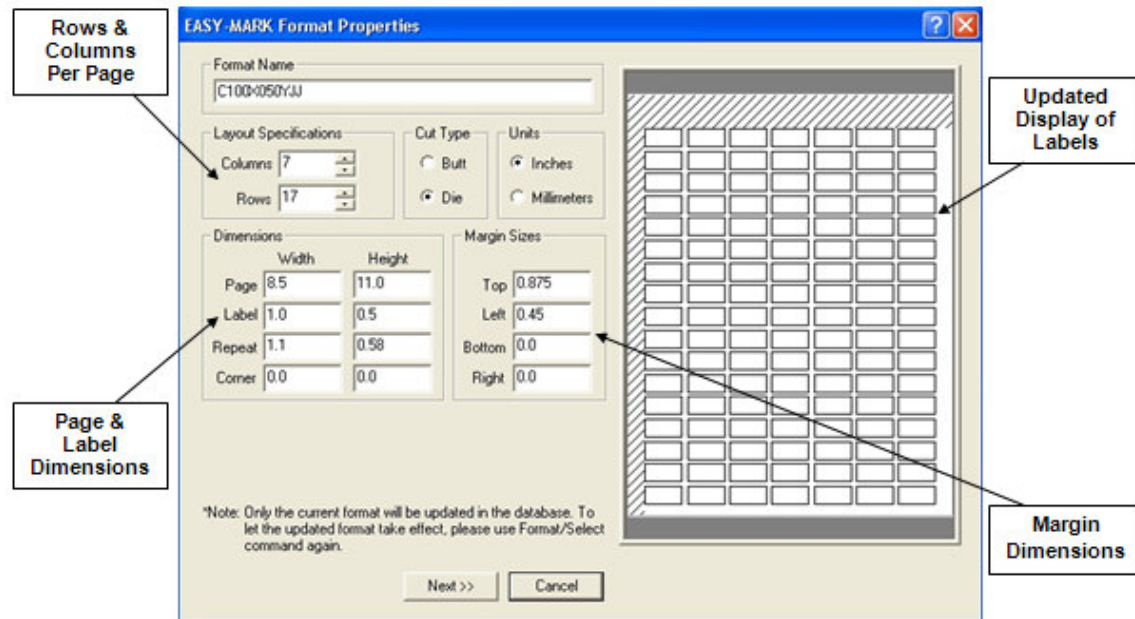 Rows &
Columns
Per Page
EASY-MARK Format Properties
Format Name
C100X050YJJ
Layout Specifications
Columns 7
Rows 17
Cut Type
Butt
Die
Units
Inches
Millimeters
Dimensions
Width Height
Page 8.5 11.0
Label 1.0 0.5
Repeat 1.1 0.58
Corner 0.0 0.0
Margin Sizes
Top 0.875
Left 0.45
Bottom 0.0
Right 0.0
*Note: Only the current format will be updated in the database. To
let the updated format take effect, please use Format/Select
command again.
Next >>
Cancel
Updated
Display of
Labels
Page &
Label
Dimensions
Margin
Dimensions